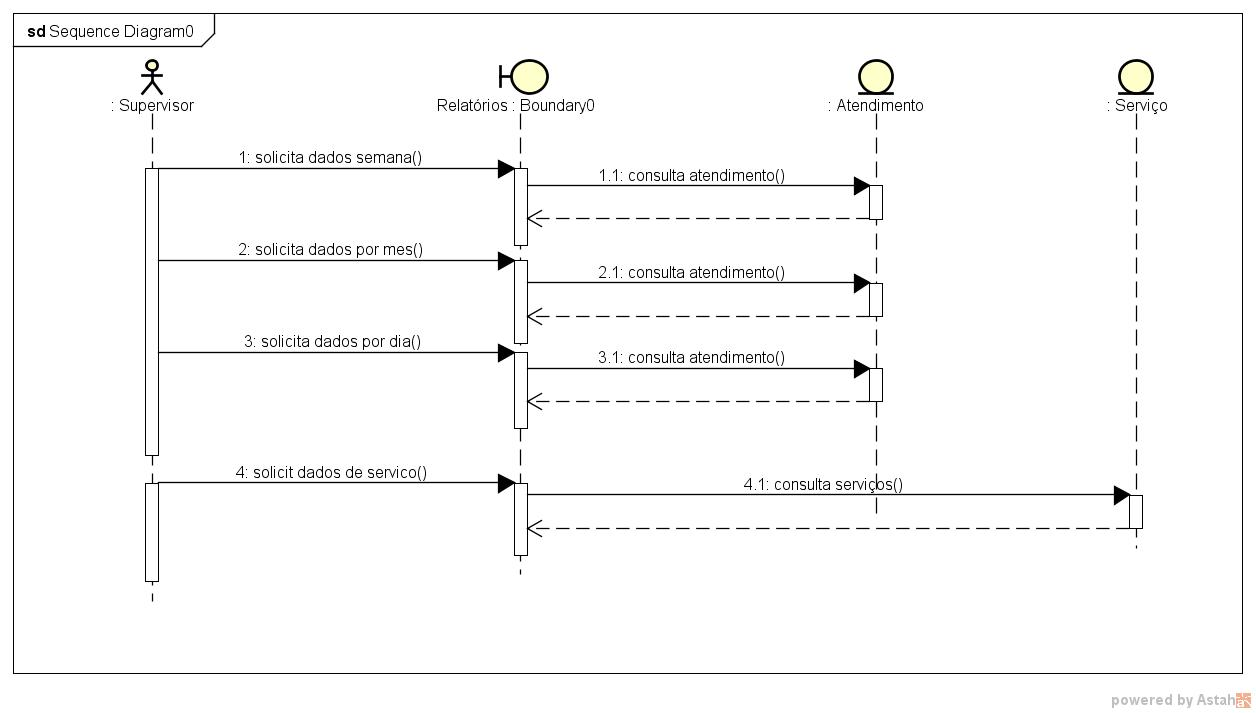 sd Sequence Diagram0
: Supervisor
Relatórios : Boundary0
: Atendimento
: Serviço
1: solicita dados semana()
1.1: consulta atendimento()
2: solicita dados por mes()
2.1: consulta atendimento()
3: solicita dados por dia()
3.1: consulta atendimento()
4: solicit dados de servico()
4.1: consulta serviços()
powered by Astah